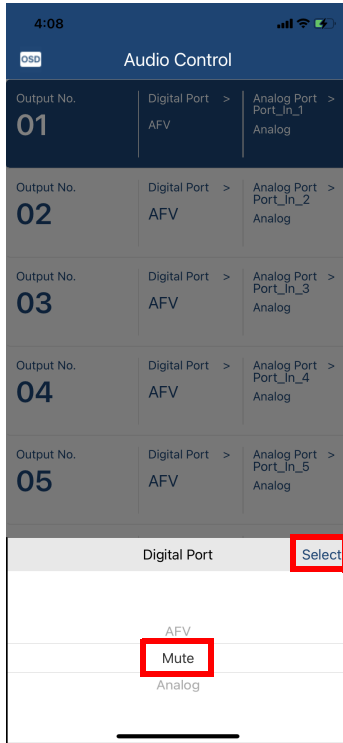 4:08
OSD
Audio Control
Output No.
01
Digital Port >
AFV
Analog Port >
Port_In_1
Analog
Output No.
02
Digital Port >
AFV
Analog Port >
Port_In_2
Analog
Output No.
03
Digital Port >
AFV
Analog Port >
Port_In_3
Analog
Output No.
04
Digital Port >
AFV
Analog Port >
Port_In_4
Analog
Output No.
05
Digital Port >
AFV
Analog Port >
Port_In_5
Analog
Digital Port
Select
AFV
Mute
Analog